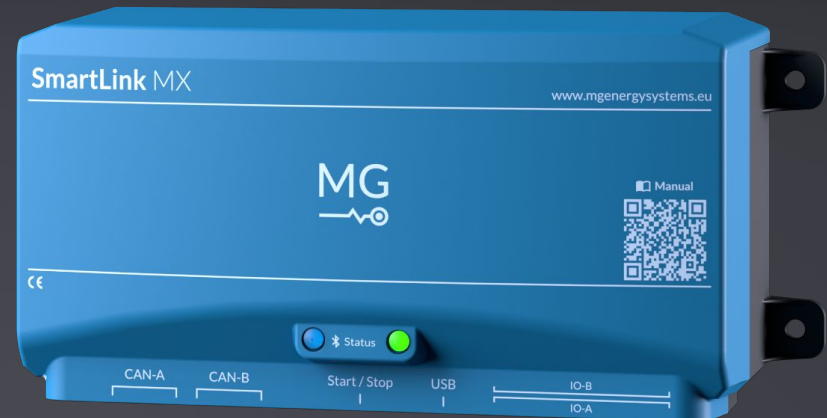 SmartLink MX
www.mgenergysystems.eu
MG
Manual
CE
Status
CAN-A
CAN-B
Start / Stop
USB
IO-B
IO-A